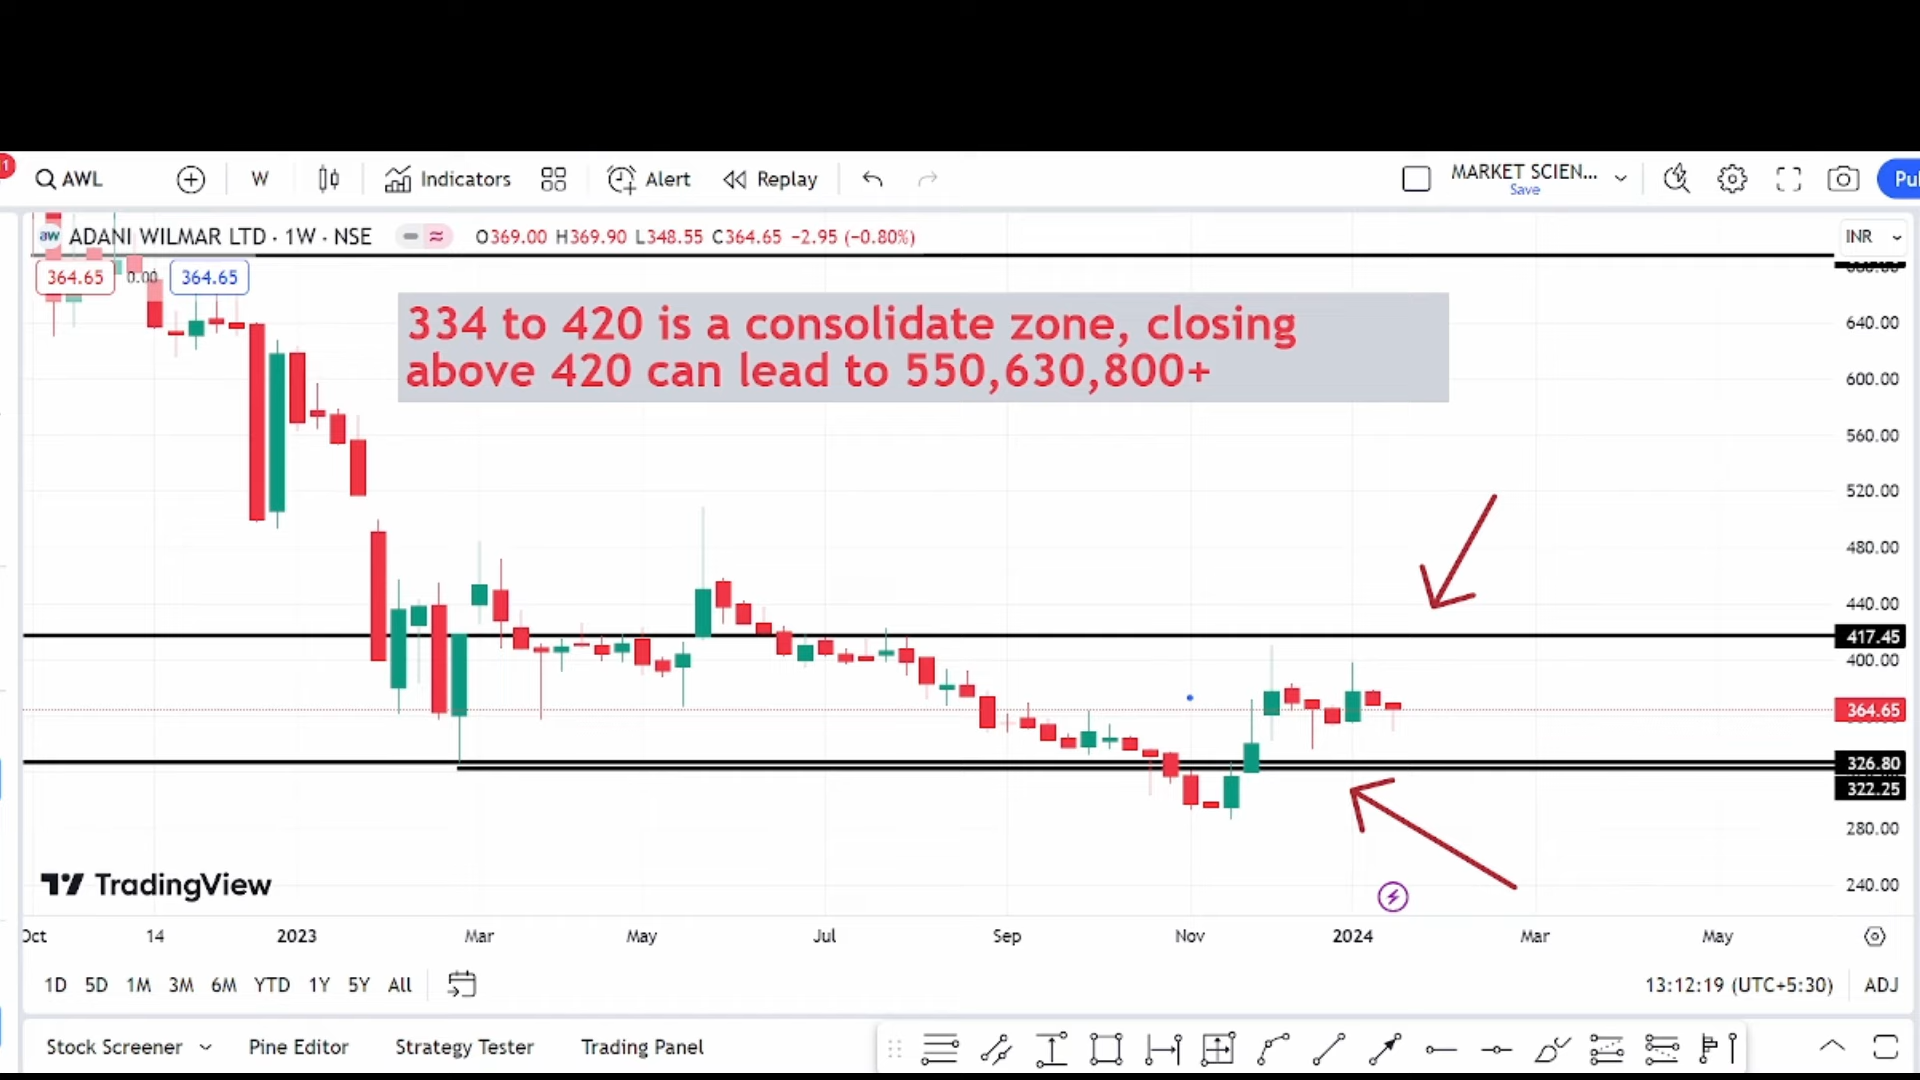 1
AWL
W
Indicators
Alert
Replay
MARKET SCIEN...
Save
Pu
aw ADANI WILMAR LTD · 1W · NSE
O369.00 H369.90 L348.55 C364.65 −2.95 (−0.80%)
INR
364.65 0.00 364.65
334 to 420 is a consolidate zone, closing
above 420 can lead to 550,630,800+
640.00
600.00
560.00
520.00
480.00
440.00
417.45
400.00
364.65
326.80
322.25
280.00
240.00
TradingView
Oct 14 2023 Mar May Jul Sep Nov 2024 Mar May
1D 5D 1M 3M 6M YTD 1Y 5Y All
13:12:19 (UTC+5:30) ADJ
Stock Screener Pine Editor Strategy Tester Trading Panel